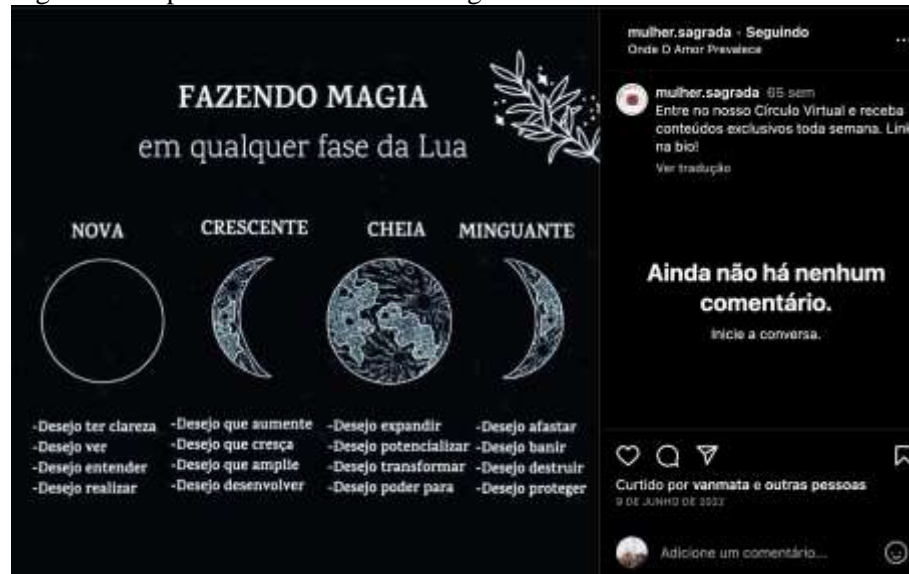 FAZENDO MAGIA
em qualquer fase da Lua
NOVA
CRESCENTE
CHEIA
MINGUANTE
-Desejo ter clareza
-Desejo ver
-Desejo entender
-Desejo realizar
-Desejo que aumente
-Desejo que cresça
-Desejo que amplie
-Desejo desenvolver
-Desejo expandir
-Desejo potencializar
-Desejo transformar
-Desejo poder para
-Desejo afastar
-Desejo banir
-Desejo destruir
-Desejo proteger
mulher.sagrada · Seguindo
Onde O Amor Prevalece
mulher.sagrada 65 sem
Entre no nosso Círculo Virtual e receba
conteúdos exclusivos toda semana. Link
na bio!
Ver tradução
Ainda não há nenhum
comentário.
Inicie a conversa.
Curtido por vanmata e outras pessoas
9 DE JUNHO DE 2022
Adicione um comentário...